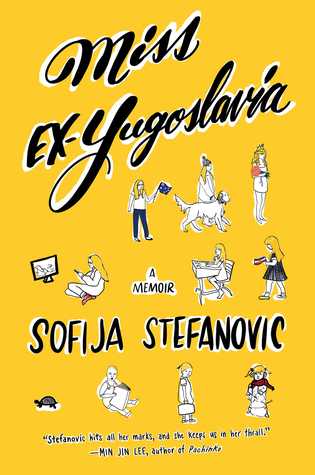 Miss
EX-Yugoslavia
A
MEMOIR
SOFIJA STEFANOVIC
"Stefanovic hits all her marks, and she keeps us in her thrall."
—MIN JIN LEE, author of Pachinko